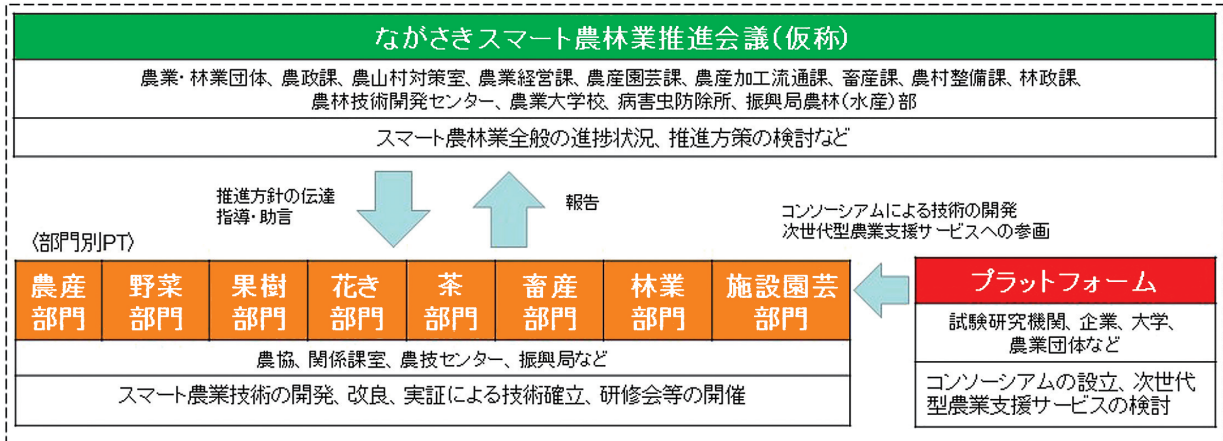 ながさきスマート農林業推進会議(仮称)
農業・林業団体、農政課、農山村対策室、農業経営課、農産園芸課、農産加工流通課、畜産課、農村整備課、林政課、
農林技術開発センター、農業大学校、病害虫防除所、振興局農林(水産)部
スマート農林業全般の進捗状況、推進方策の検討など
推進方針の伝達
指導・助言
報告
コンソーシアムによる技術の開発
次世代型農業支援サービスへの参画
〈部門別PT〉
農産
部門
野菜
部門
果樹
部門
花き
部門
茶
部門
畜産
部門
林業
部門
施設園芸
部門
農協、関係課室、農技センター、振興局など
スマート農業技術の開発、改良、実証による技術確立、研修会等の開催
プラットフォーム
試験研究機関、企業、大学、
農業団体など
コンソーシアムの設立、次世代
型農業支援サービスの検討